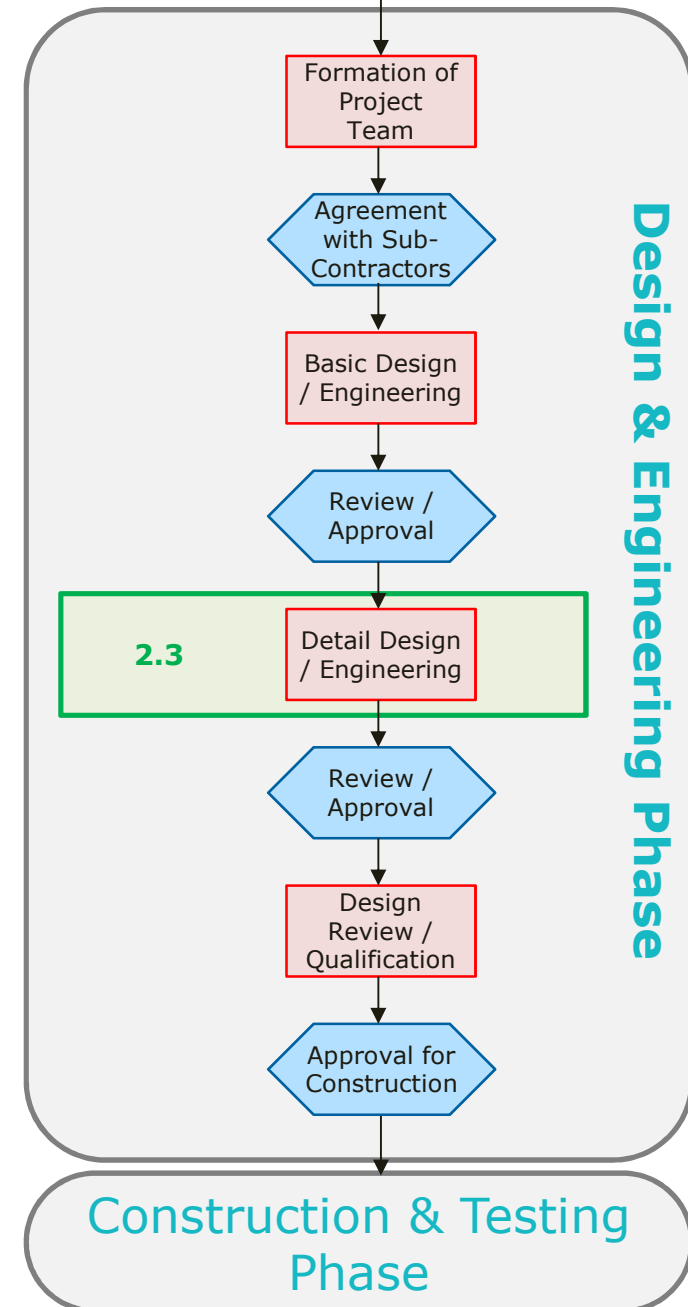 Formation of
Project
Team
Agreement
with Sub-
Contractors
Basic Design
/ Engineering
Review /
Approval
2.3
Detail Design
/ Engineering
Review /
Approval
Design
Review /
Qualification
Approval for
Construction
Design & Engineering Phase
Construction & Testing
Phase